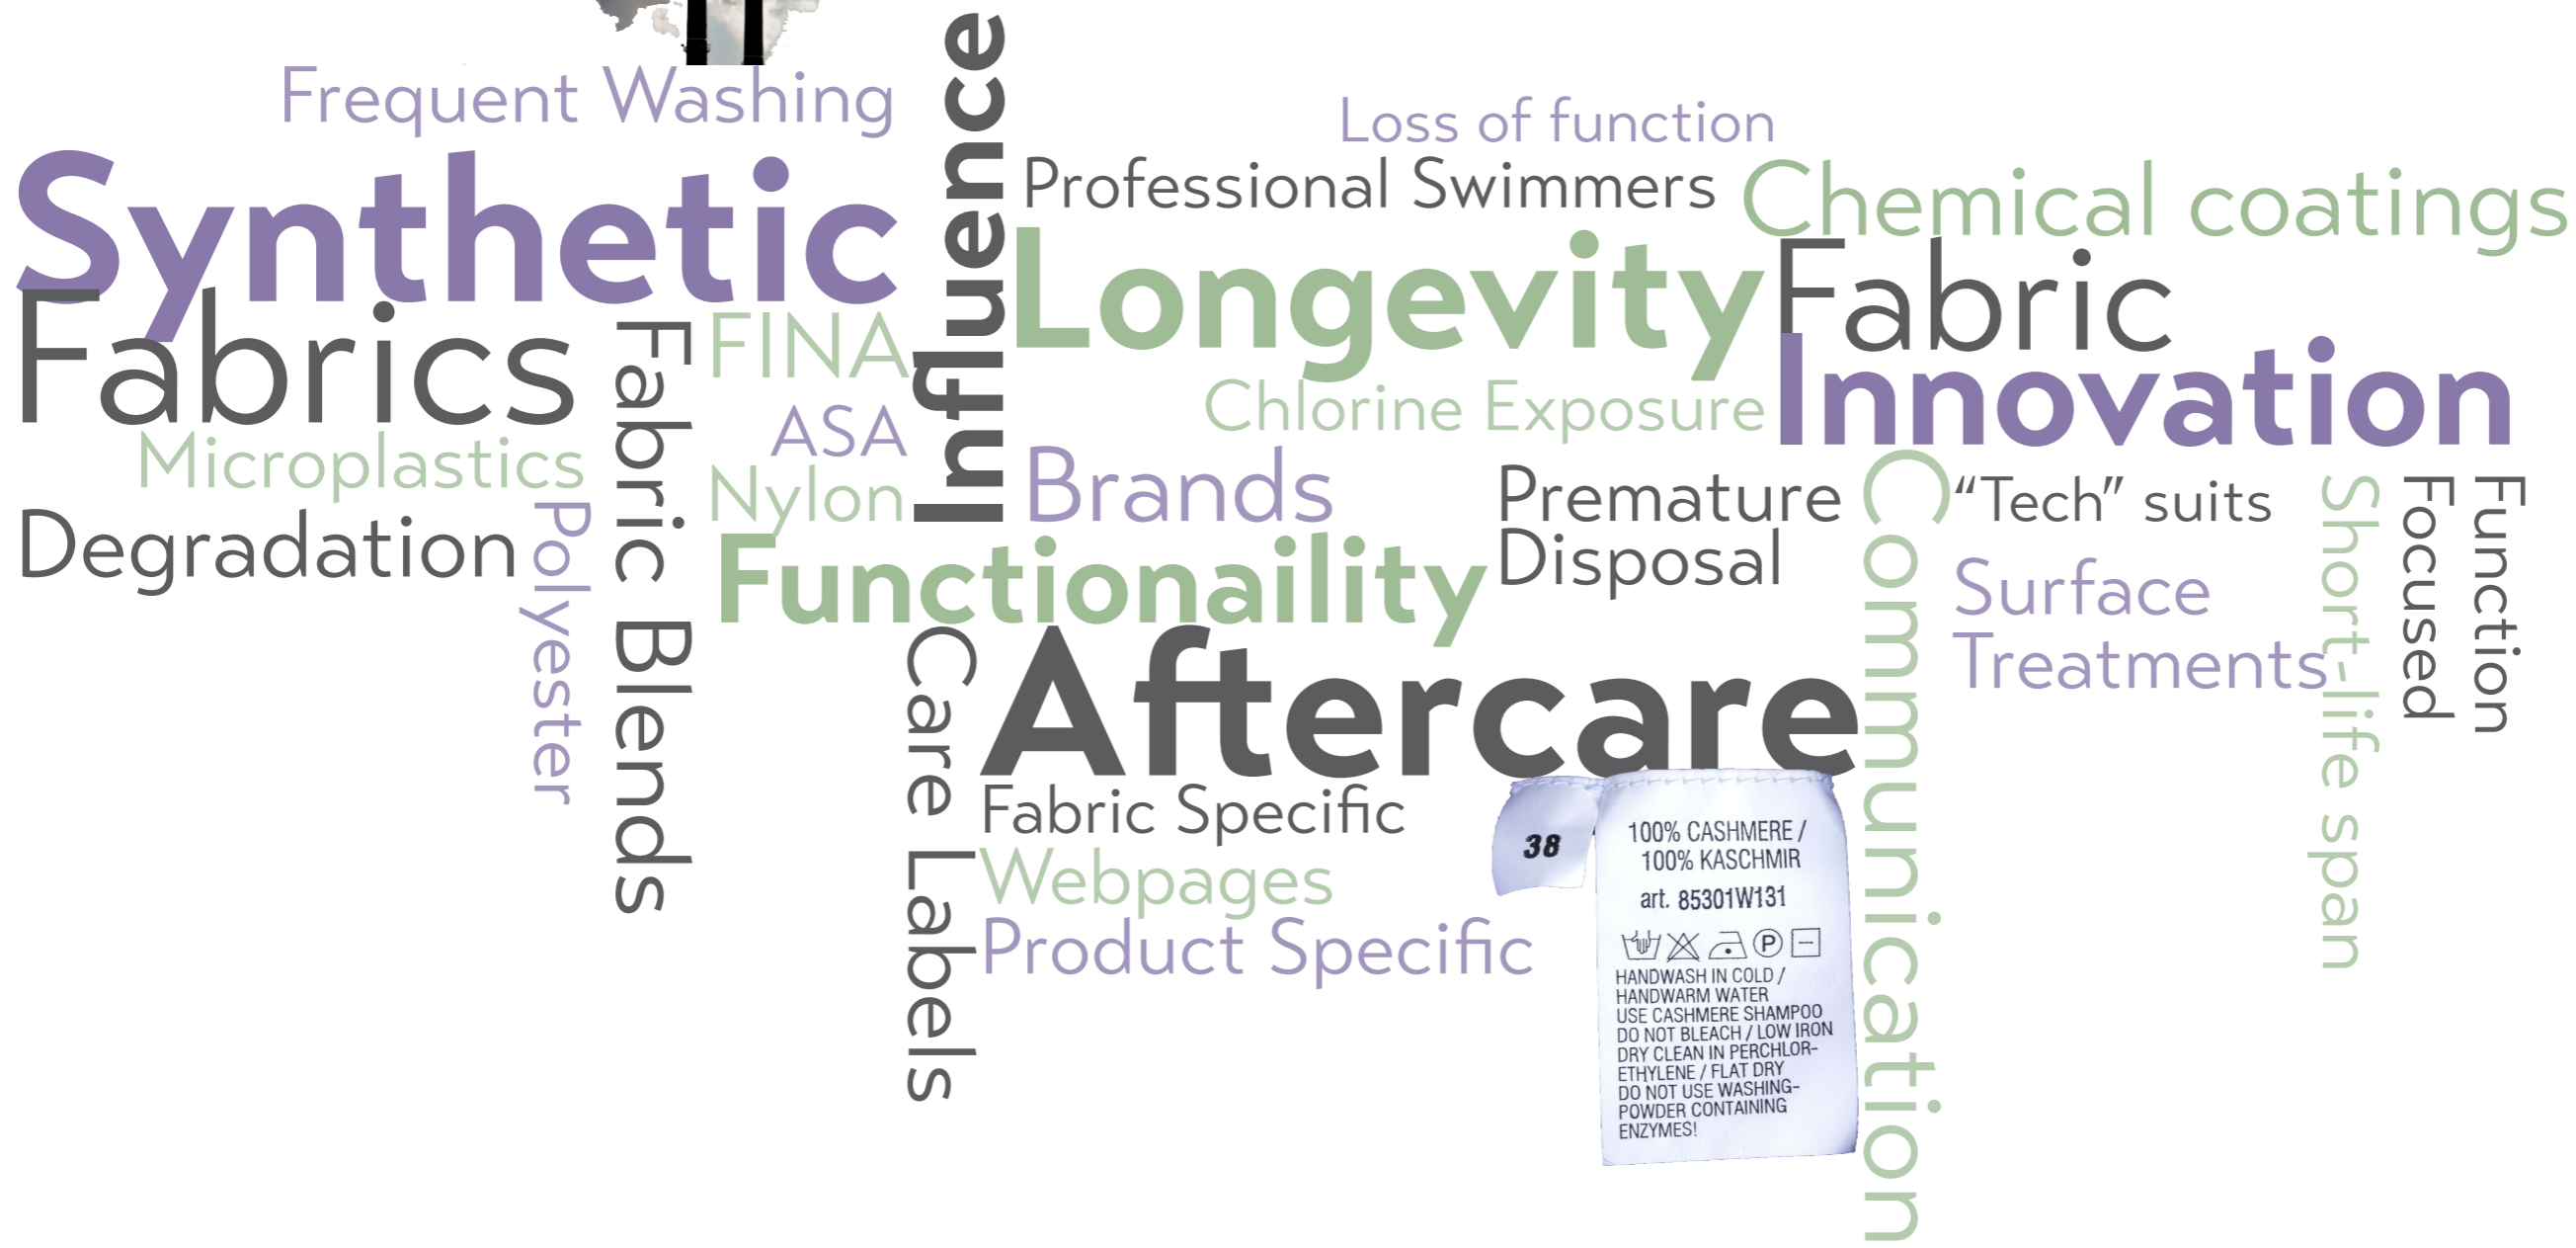 Frequent Washing
Synthetic
Fabrics
Microplastics
Degradation
Polyester
Fabric Blends
FINA
ASA
Nylon
Influence
Loss of function
Professional Swimmers
Longevity
Chlorine Exposure
Brands
Functionaility
Premature
Disposal
Chemical coatings
Fabric
Innovation
Communication
“Tech” suits
Surface
Treatments
Short-life span
Function
Focused
Care Labels
Aftercare
Fabric Specific
Webpages
Product Specific
38
100% CASHMERE /
100% KASCHMIR
art. 85301W131
P
HANDWASH IN COLD /
HANDWARM WATER
USE CASHMERE SHAMPOO
DO NOT BLEACH / LOW IRON
DRY CLEAN IN PERCHLOR-
ETHYLENE / FLAT DRY
DO NOT USE WASHING-
POWDER CONTAINING
ENZYMES!